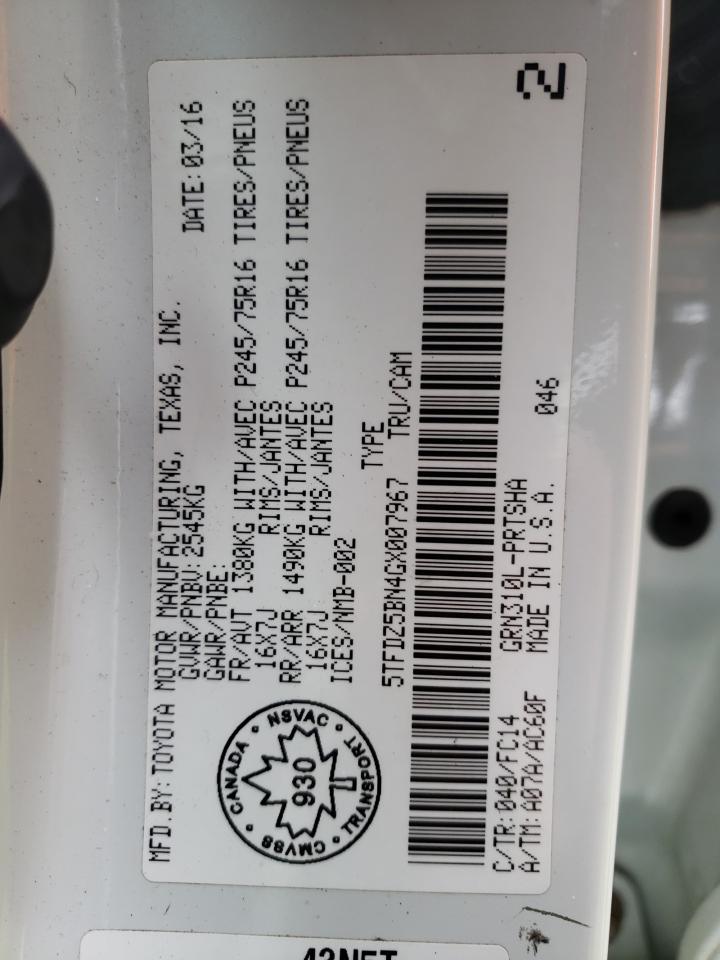 MFD.BY: TOYOTA MOTOR MANUFACTURING, TEXAS, INC.
GVWR/PNBV: 2545KG DATE: 03/16
GAWR/PNBE:
FR/AVT 1380KG WITH/AVEC P245/75R16 TIRES/PNEUS
16X7J RIMS/JANTES
RR/ARR 1490KG WITH/AVEC P245/75R16 TIRES/PNEUS
16X7J RIMS/JANTES
ICES/NMB-002
CANADA • NSVAC • TRANSPORT • CMVSS •
930
TYPE
5TFDZ5BN4GX007967 TRU/CAM
C/TR: 040/FC14 GRN310L-PRTSHA
A/TM: A07A/AC60F MADE IN U.S.A. 046
2